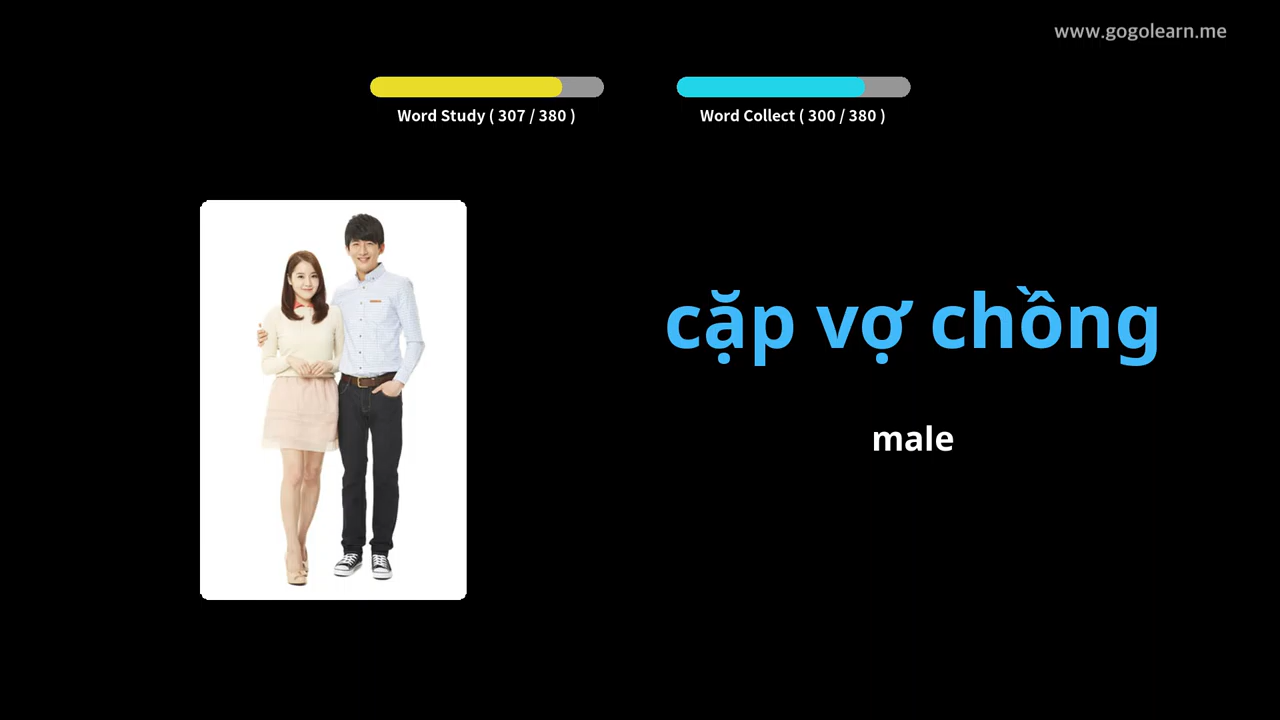 www.gogolearn.me
Word Study ( 307 / 380 )
Word Collect ( 300 / 380 )
cặp vợ chồng
male